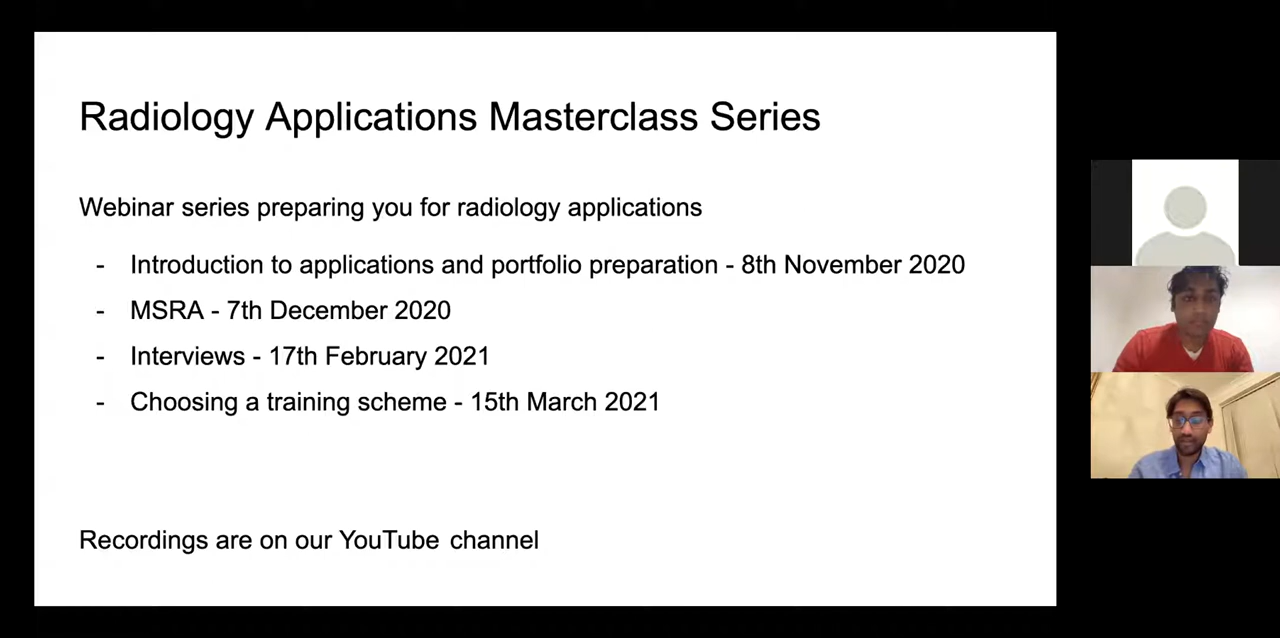 Radiology Applications Masterclass Series
Webinar series preparing you for radiology applications
- Introduction to applications and portfolio preparation - 8th November 2020
- MSRA - 7th December 2020
- Interviews - 17th February 2021
- Choosing a training scheme - 15th March 2021
Recordings are on our YouTube channel